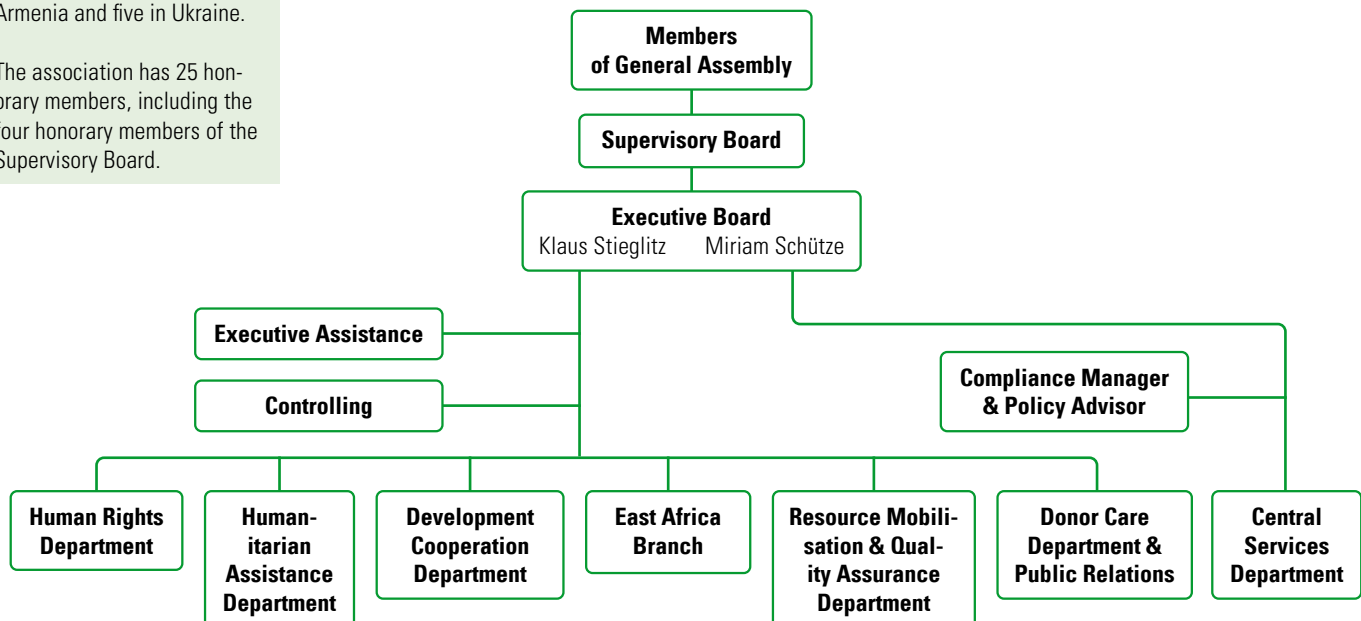 Armenia and five in Ukraine.
The association has 25 hon-
orary members, including the
four honorary members of the
Supervisory Board.
Members
of General Assembly
Supervisory Board
Executive Board
Klaus Stieglitz Miriam Schütze
Executive Assistance
Controlling
Compliance Manager
& Policy Advisor
Human Rights
Department
Human-
itarian
Assistance
Department
Development
Cooperation
Department
East Africa
Branch
Resource Mobili-
sation & Qual-
ity Assurance
Department
Donor Care
Department &
Public Relations
Central
Services
Department